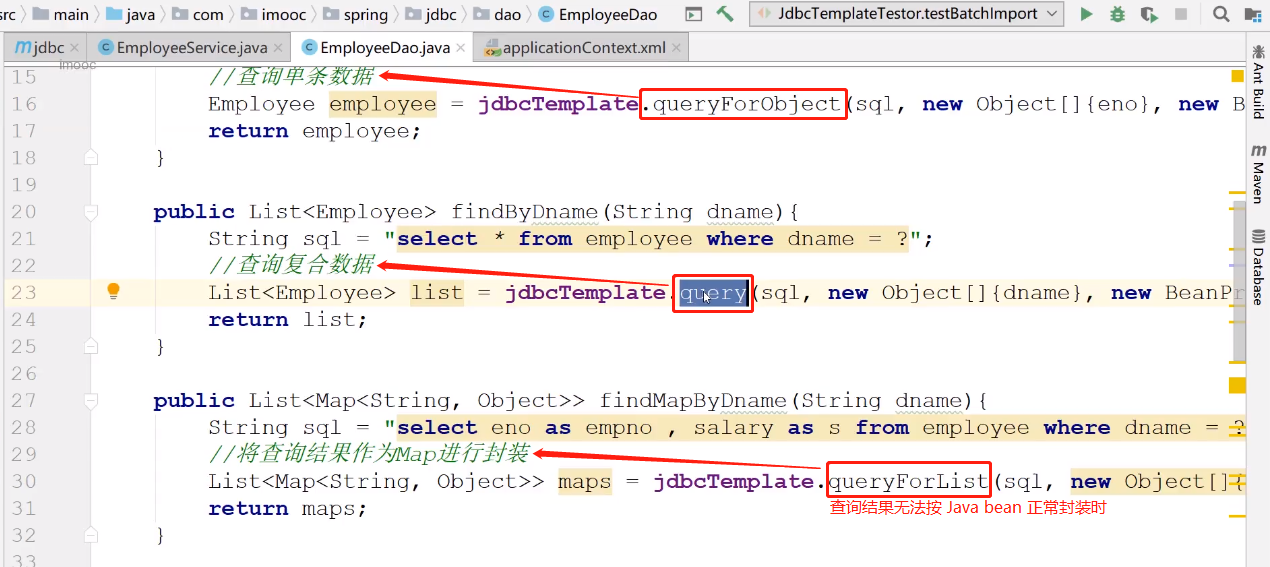 src main java com imooc spring jdbc dao EmployeeDao JdbcTemplateTestor.testBatchImport
jdbc EmployeeService.java EmployeeDao.java applicationContext.xml
imooc
15 //查询单条数据
16 Employee employee = jdbcTemplate.queryForObject(sql, new Object[]{eno}, new B
17 return employee;
18 }
19
20 public List<Employee> findByDname(String dname){
21 String sql = "select * from employee where dname = ?";
22 //查询复合数据
23 List<Employee> list = jdbcTemplate.query(sql, new Object[]{dname}, new BeanPr
24 return list;
25 }
26
27 public List<Map<String, Object>> findMapByDname(String dname){
28 String sql = "select eno as empno , salary as s from employee where dname = ?
29 //将查询结果作为Map进行封装
30 List<Map<String, Object>> maps = jdbcTemplate.queryForList(sql, new Object[]{
31 return maps;
查询结果无法按 Java bean 正常封装时
32 }
33
Ant Build
Maven
Database